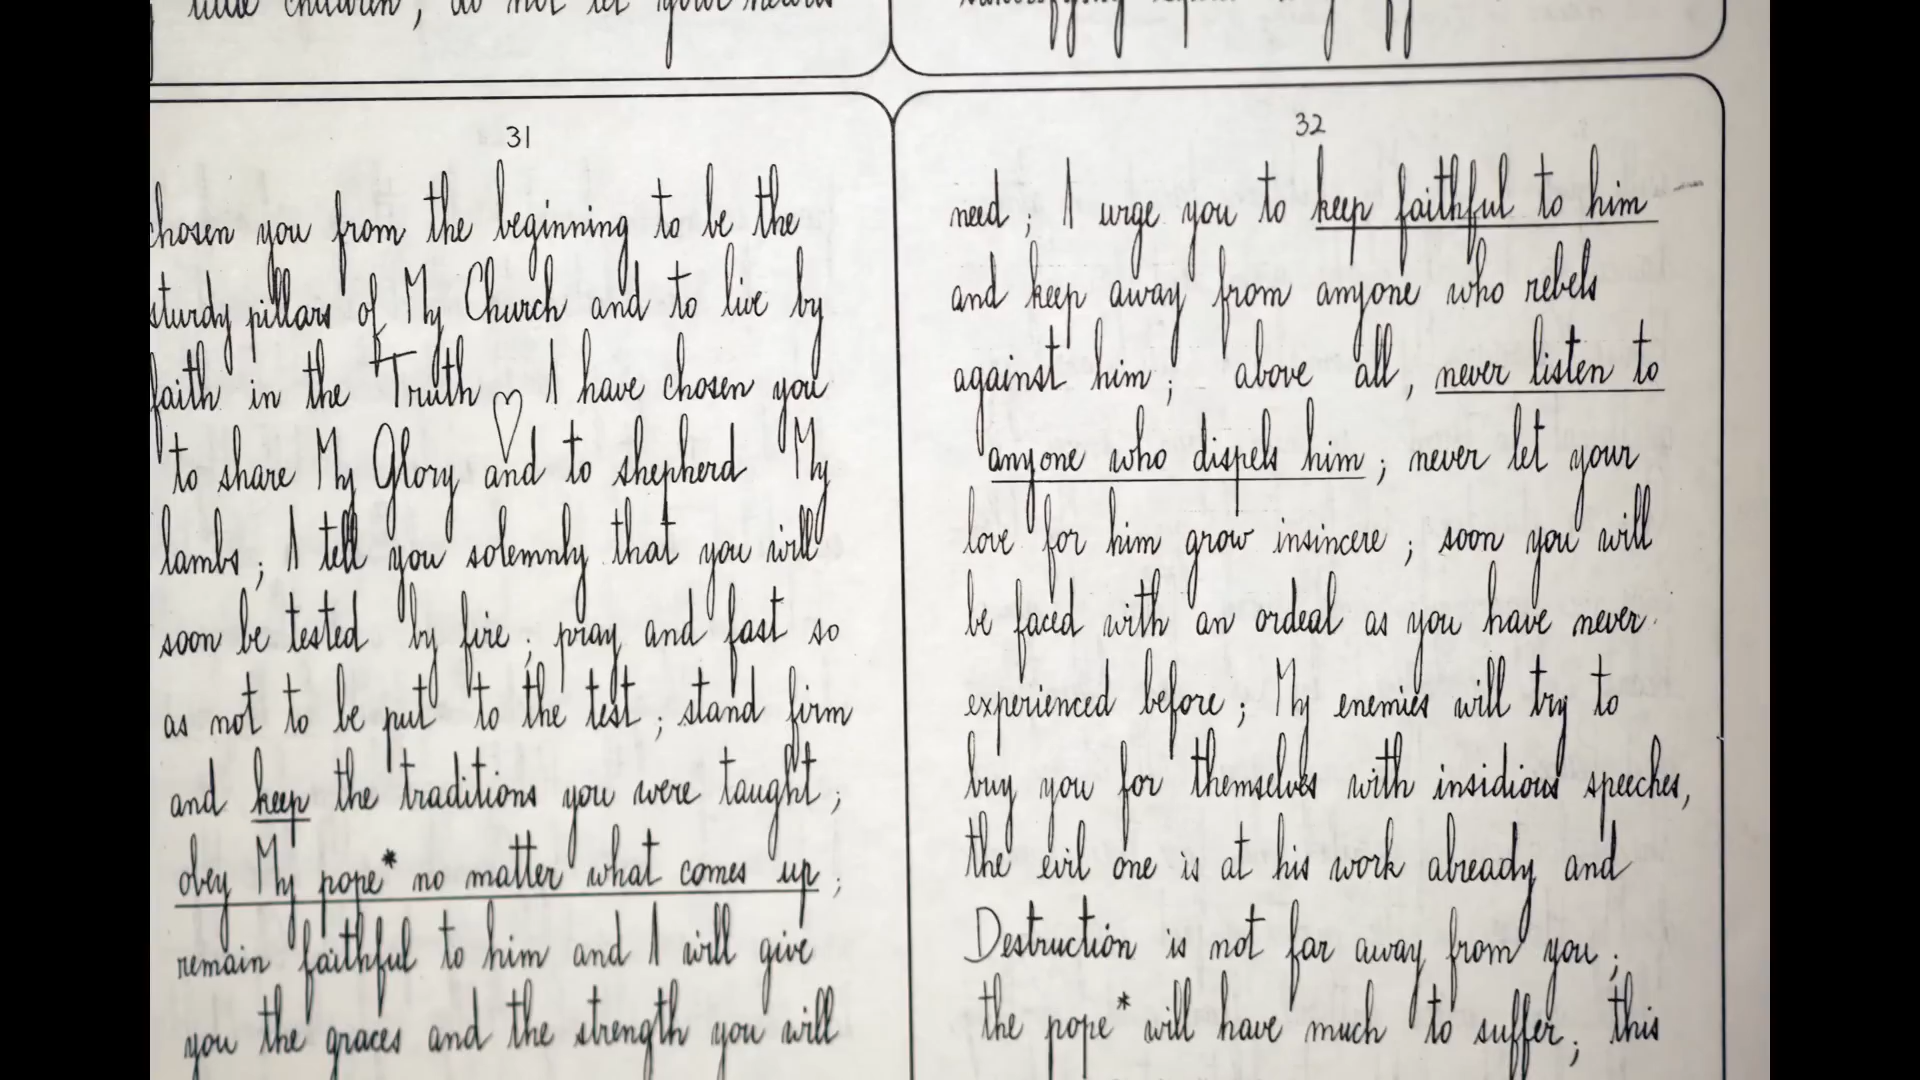 little children, do not let your hearts
31
chosen you from the beginning to be the
sturdy pillars of My Church and to live by
faith in the Truth ♡ I have chosen you
to share My Glory and to shepherd My
lambs; I tell you solemnly that you will
soon be tested by fire; pray and fast so
as not to be put to the test; stand firm
and keep the traditions you were taught;
obey My pope* no matter what comes up;
remain faithful to him and I will give
you the graces and the strength you will
32
need; I urge you to keep faithful to him
and keep away from anyone who rebels
against him; above all, never listen to
anyone who dispels him; never let your
love for him grow insincere; soon you will
be faced with an ordeal as you have never
experienced before; My enemies will try to
buy you for themselves with insidious speeches,
the evil one is at his work already and
Destruction is not far away from you;
the pope* will have much to suffer; this